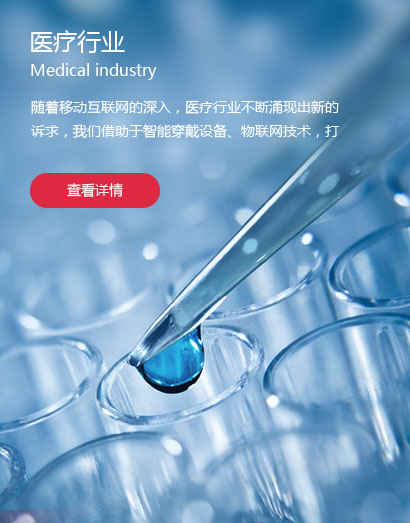 医疗行业
Medical industry
随着移动互联网的深入，医疗行业不断涌现出新的
诉求，我们借助于智能穿戴设备、物联网技术，打
查看详情